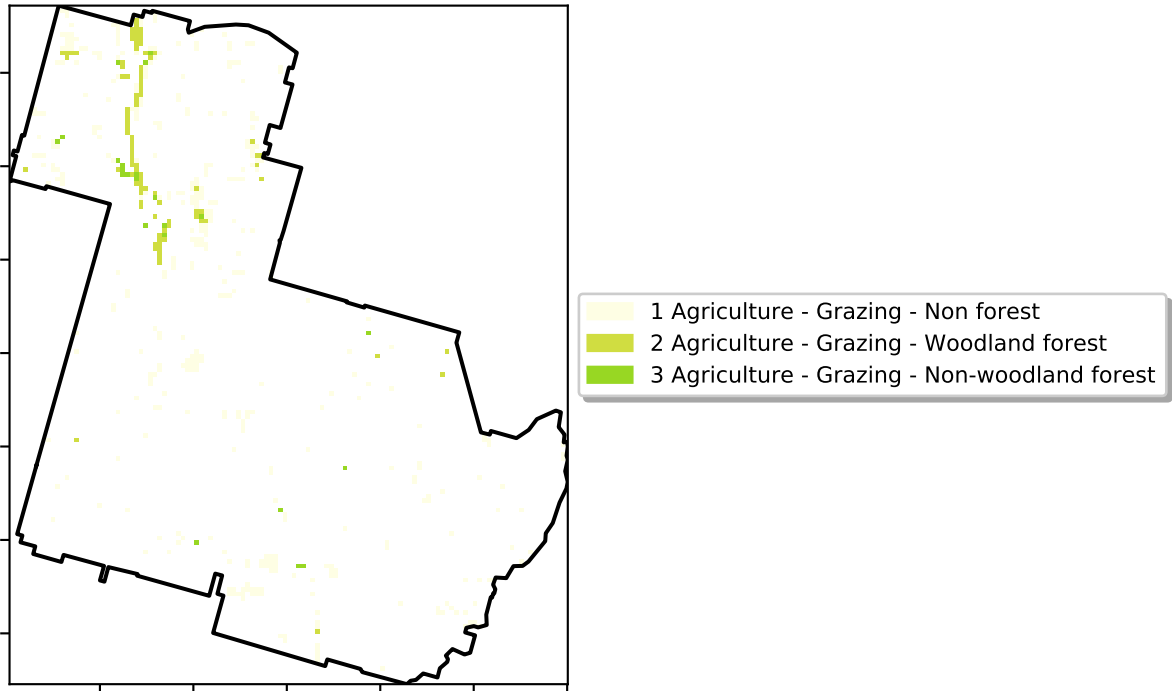 1 Agriculture - Grazing - Non forest
2 Agriculture - Grazing - Woodland forest
3 Agriculture - Grazing - Non-woodland forest